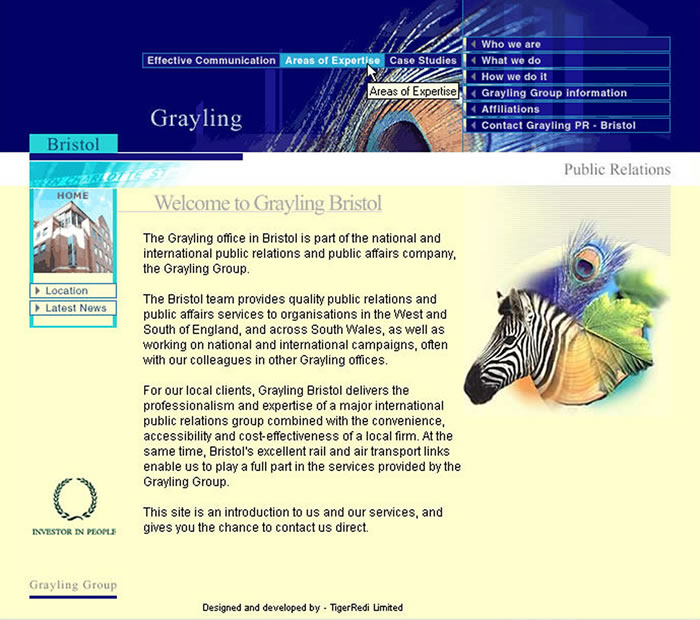 Who we are
Effective Communication Areas of Expertise Case Studies
What we do
How we do it
Areas of Expertise
Grayling Group information
Affiliations
Grayling
Contact Grayling PR - Bristol
Bristol
Public Relations
CHARLOTTE ST
HOME
Welcome to Grayling Bristol
The Grayling office in Bristol is part of the national and
international public relations and public affairs company,
the Grayling Group.
Location
Latest News
The Bristol team provides quality public relations and
public affairs services to organisations in the West and
South of England, and across South Wales, as well as
working on national and international campaigns, often
with our colleagues in other Grayling offices.
For our local clients, Grayling Bristol delivers the
professionalism and expertise of a major international
public relations group combined with the convenience,
accessibility and cost-effectiveness of a local firm. At the
same time, Bristol's excellent rail and air transport links
enable us to play a full part in the services provided by the
Grayling Group.
This site is an introduction to us and our services, and
gives you the chance to contact us direct.
INVESTOR IN PEOPLE
Grayling Group
Designed and developed by - TigerRedi Limited